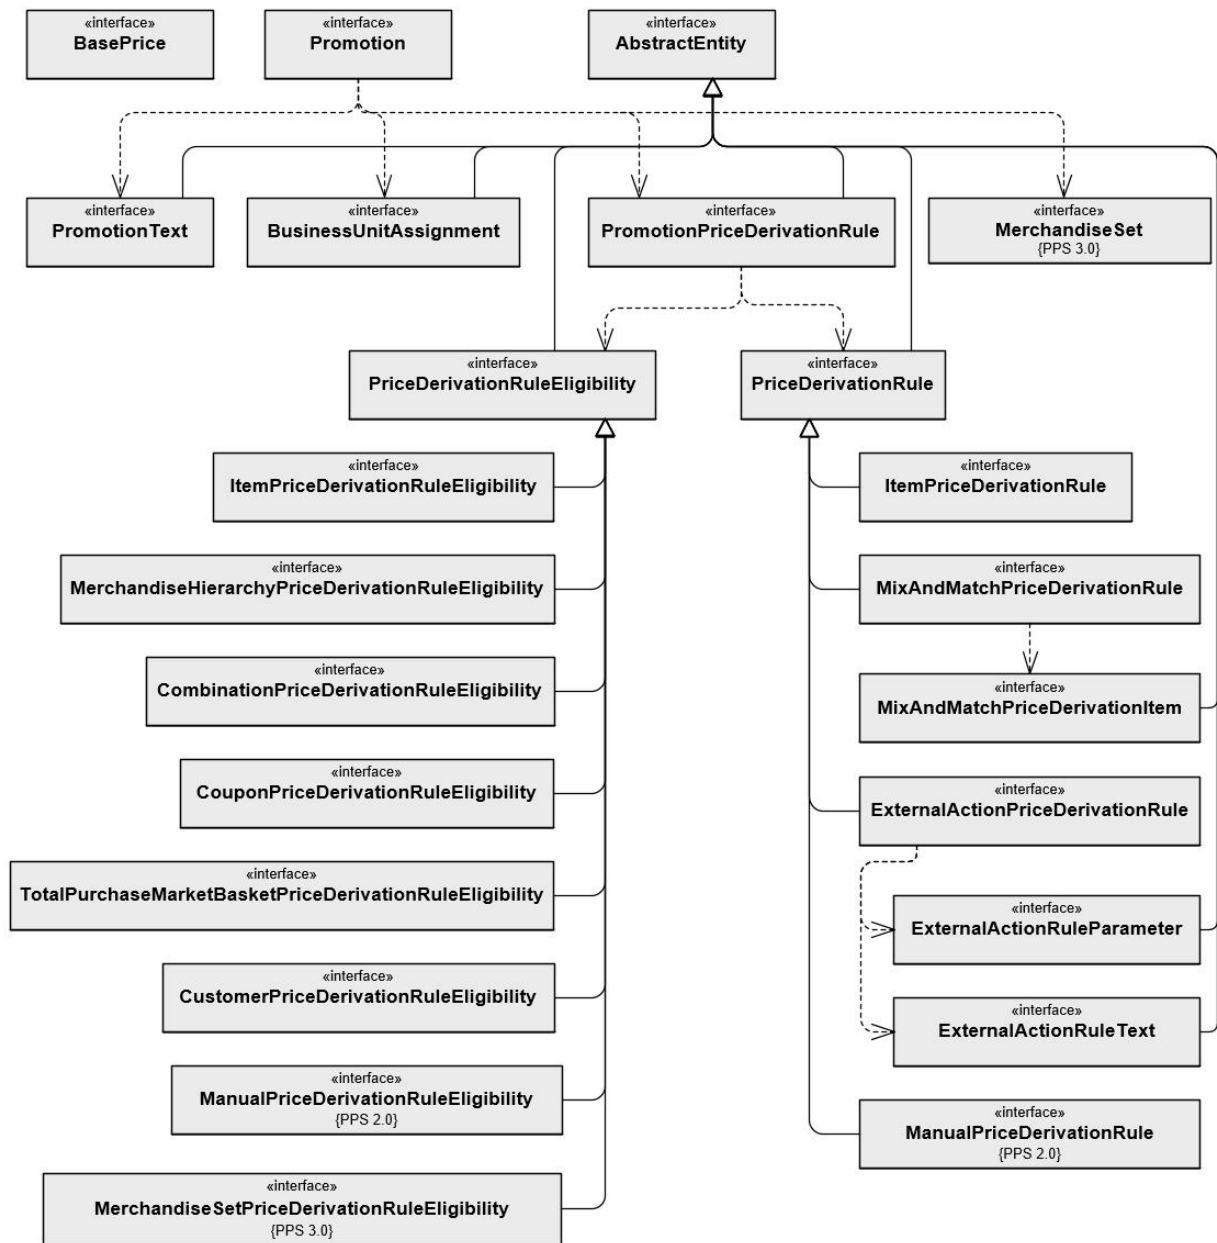 «interface»
BasePrice
«interface»
Promotion
«interface»
AbstractEntity
«interface»
PromotionText
«interface»
BusinessUnitAssignment
«interface»
PromotionPriceDerivationRule
«interface»
MerchandiseSet
{PPS 3.0}
«interface»
PriceDerivationRuleEligibility
«interface»
PriceDerivationRule
«interface»
ItemPriceDerivationRuleEligibility
«interface»
ItemPriceDerivationRule
«interface»
MerchandiseHierarchyPriceDerivationRuleEligibility
«interface»
MixAndMatchPriceDerivationRule
«interface»
CombinationPriceDerivationRuleEligibility
«interface»
MixAndMatchPriceDerivationItem
«interface»
CouponPriceDerivationRuleEligibility
«interface»
ExternalActionPriceDerivationRule
«interface»
TotalPurchaseMarketBasketPriceDerivationRuleEligibility
«interface»
ExternalActionRuleParameter
«interface»
CustomerPriceDerivationRuleEligibility
«interface»
ExternalActionRuleText
«interface»
ManualPriceDerivationRuleEligibility
{PPS 2.0}
«interface»
ManualPriceDerivationRule
{PPS 2.0}
«interface»
MerchandiseSetPriceDerivationRuleEligibility
{PPS 3.0}